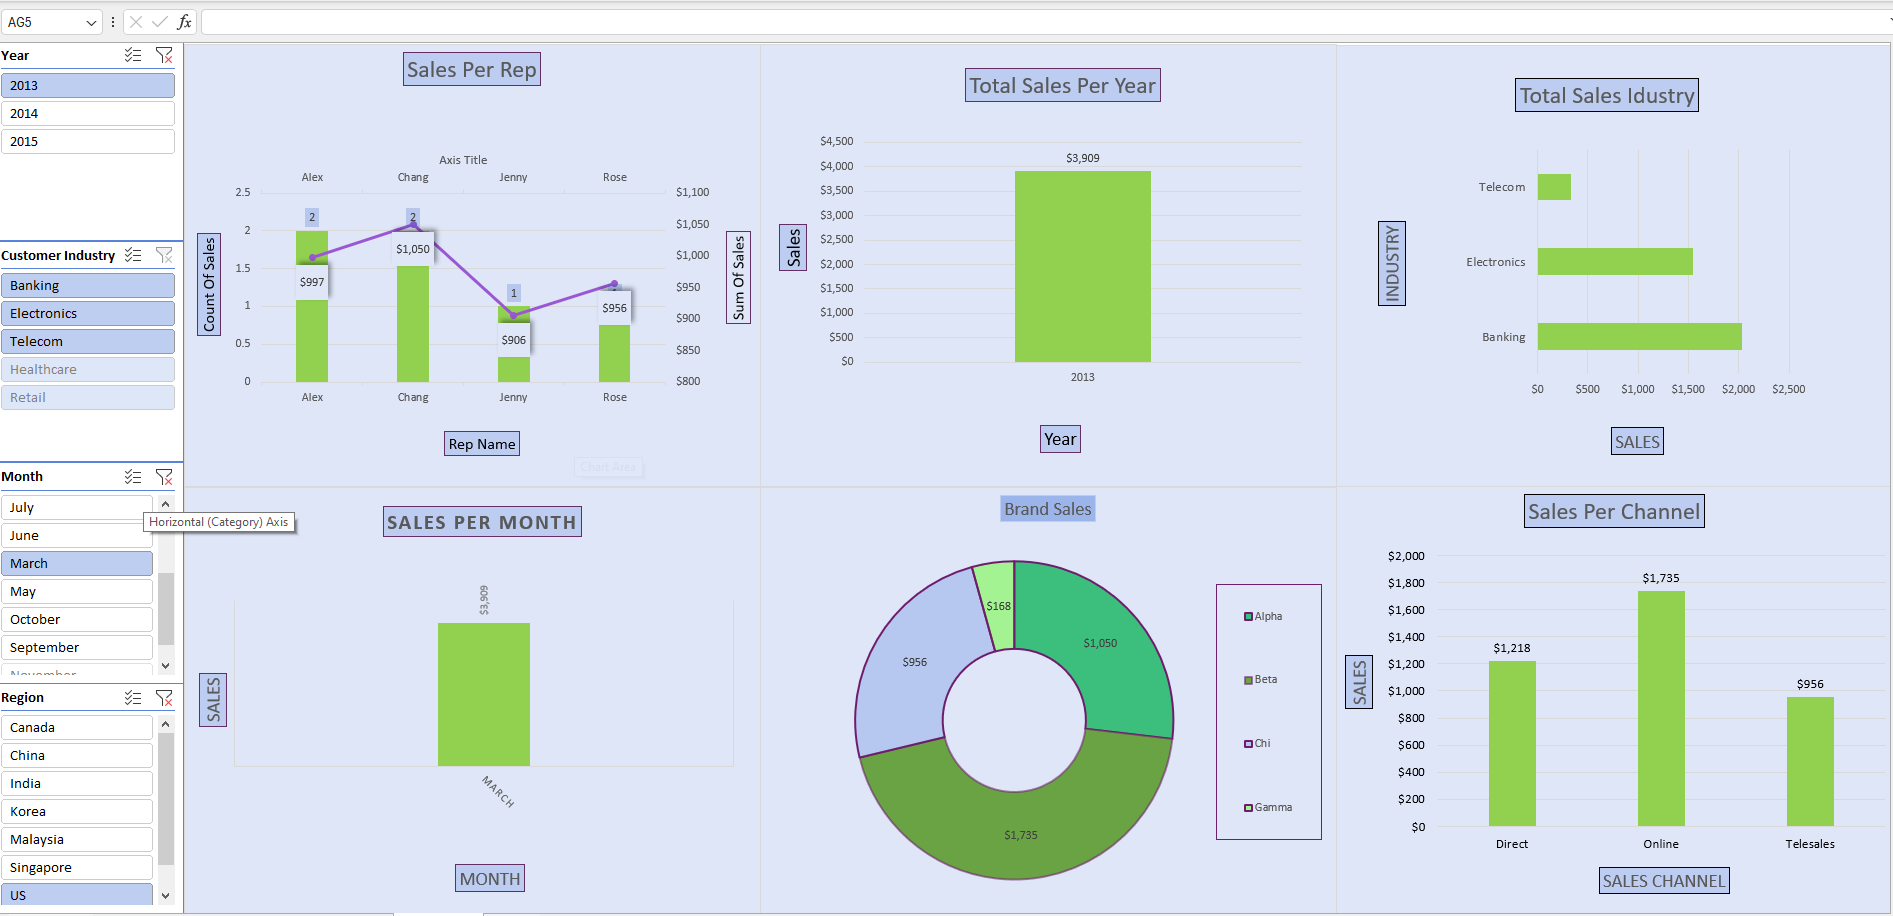 AG5
fx
Year
2013
2014
2015
Customer Industry
Banking
Electronics
Telecom
Healthcare
Retail
Month
July
June
March
May
October
September
November
Horizontal (Category) Axis
Region
Canada
China
India
Korea
Malaysia
Singapore
US
Sales Per Rep
Axis Title
Alex Chang Jenny Rose
2.5
2
1.5
1
0.5
0
Count Of Sales
2
2
1
$997
$1,050
$906
$956
$1,100
$1,050
$1,000
$950
$900
$850
$800
Sum Of Sales
Alex Chang Jenny Rose
Rep Name
Chart Area
Total Sales Per Year
$4,500
$4,000
$3,500
$3,000
$2,500
$2,000
$1,500
$1,000
$500
$0
Sales
$3,909
2013
Year
Total Sales Idustry
INDUSTRY
Telecom
Electronics
Banking
$0 $500 $1,000 $1,500 $2,000 $2,500
SALES
SALES PER MONTH
SALES
$3,909
MARCH
MONTH
Brand Sales
$168
$1,050
$956
$1,735
Alpha
Beta
Chi
Gamma
Sales Per Channel
$2,000
$1,800
$1,600
$1,400
$1,200
$1,000
$800
$600
$400
$200
$0
SALES
$1,218
$1,735
$956
Direct Online Telesales
SALES CHANNEL